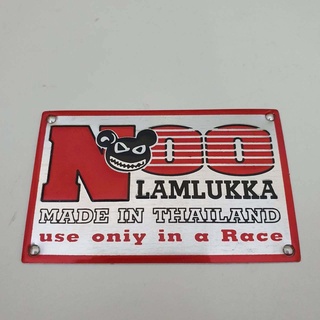 NOO
LAMLUKKA
MADE IN THAILAND
use oniy in a Race